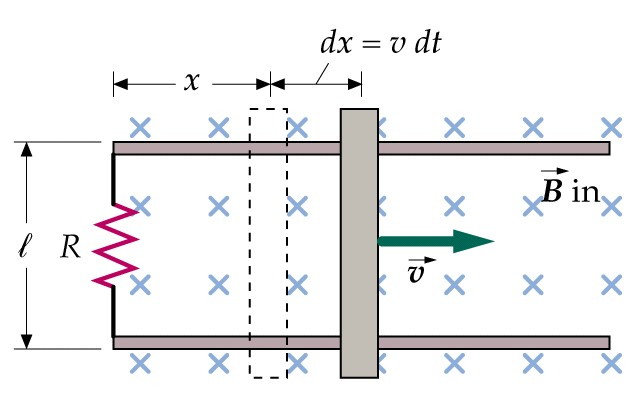 dx = v dt
x
B⃗ in
ℓ
R
v⃗